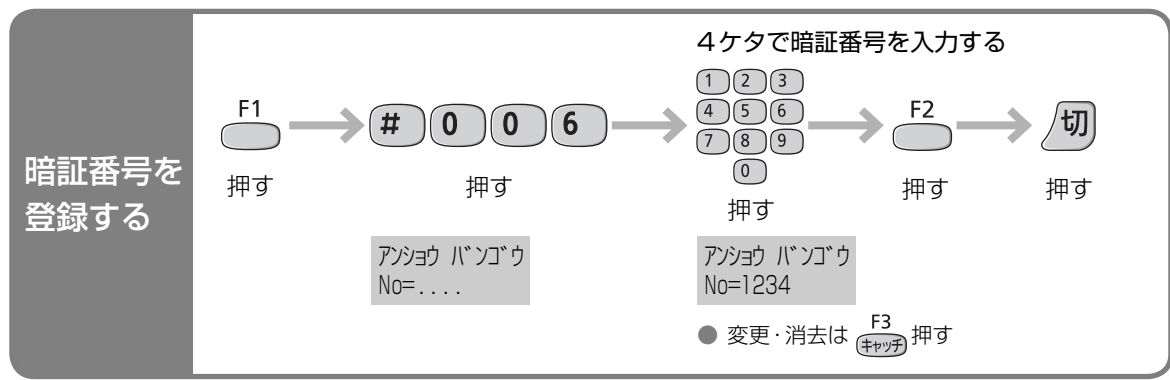 暗証番号を
登録する
F1
押す
# 0 0 6
押す
アンショウ バンゴウ
No=....
4ケタで暗証番号を入力する
1 2 3
4 5 6
7 8 9
0
押す
アンショウ バンゴウ
No=1234
● 変更・消去は F3 キャッチ 押す
F2
押す
切
押す